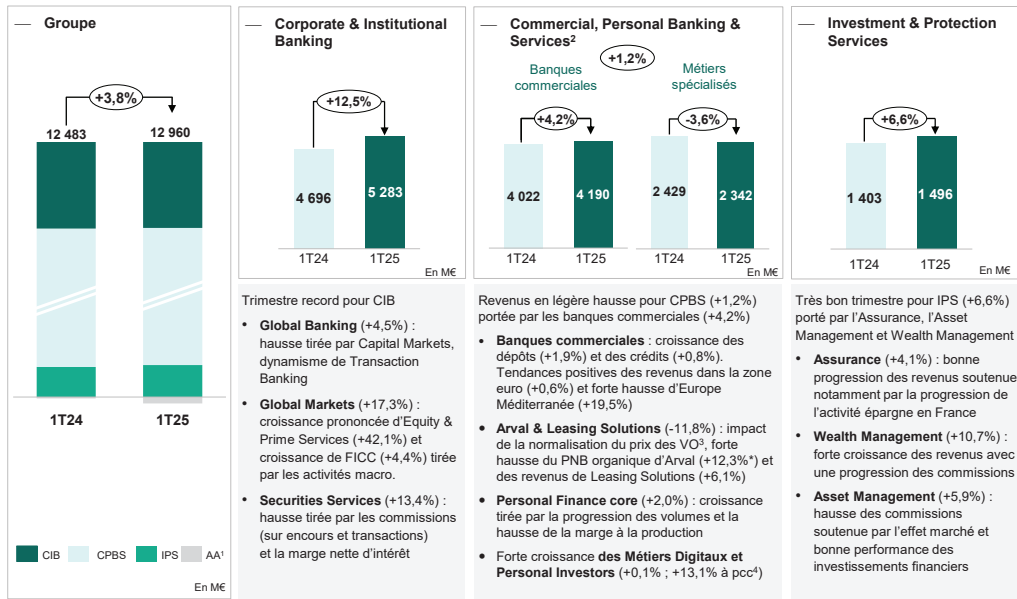 Groupe
+3,8%
12 483
12 960
1T24
1T25
CIB
CPBS
IPS
AA¹
En M€
Corporate & Institutional
Banking
+12,5%
4 696
5 283
1T24
1T25
En M€
Trimestre record pour CIB
• Global Banking (+4,5%) :
hausse tirée par Capital Markets,
dynamisme de Transaction
Banking
• Global Markets (+17,3%) :
croissance prononcée d’Equity &
Prime Services (+42,1%) et
croissance de FICC (+4,4%) tirée
par les activités macro.
• Securities Services (+13,4%) :
hausse tirée par les commissions
(sur encours et transactions)
et la marge nette d’intérêt
Commercial, Personal Banking &
Services²
+1,2%
Banques
commerciales
Métiers
spécialisés
+4,2%
-3,6%
4 022
4 190
2 429
2 342
1T24
1T25
1T24
1T25
En M€
Revenus en légère hausse pour CPBS (+1,2%)
portée par les banques commerciales (+4,2%)
• Banques commerciales : croissance des
dépôts (+1,9%) et des crédits (+0,8%).
Tendances positives des revenus dans la zone
euro (+0,6%) et forte hausse d’Europe
Méditerranée (+19,5%)
• Arval & Leasing Solutions (-11,8%) : impact
de la normalisation du prix des VO³, forte
hausse du PNB organique d’Arval (+12,3%*) et
des revenus de Leasing Solutions (+6,1%)
• Personal Finance core (+2,0%) : croissance
tirée par la progression des volumes et la
hausse de la marge à la production
• Forte croissance des Métiers Digitaux et
Personal Investors (+0,1% ; +13,1% à pcc⁴)
Investment & Protection
Services
+6,6%
1 403
1 496
1T24
1T25
En M€
Très bon trimestre pour IPS (+6,6%)
porté par l’Assurance, l’Asset
Management et Wealth Management
• Assurance (+4,1%) : bonne
progression des revenus soutenue
notamment par la progression de
l’activité épargne en France
• Wealth Management (+10,7%) :
forte croissance des revenus avec
une progression des commissions
• Asset Management (+5,9%) :
hausse des commissions
soutenue par l’effet marché et
bonne performance des
investissements financiers